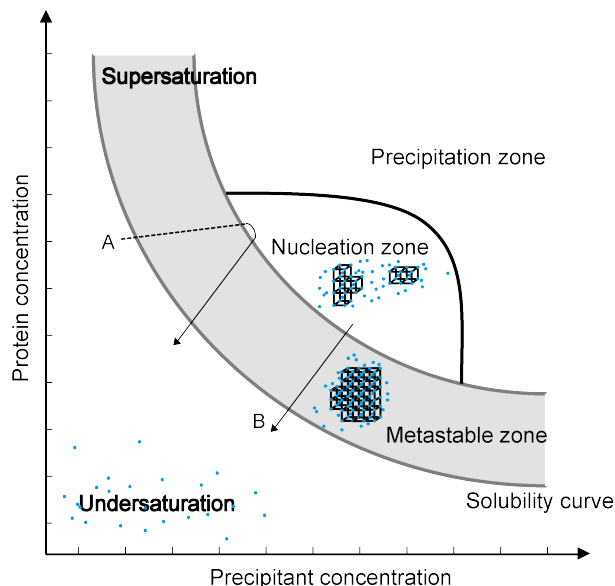 Supersaturation
Precipitation zone
A
Nucleation zone
Protein concentration
B
Metastable zone
Undersaturation
Solubility curve
Precipitant concentration